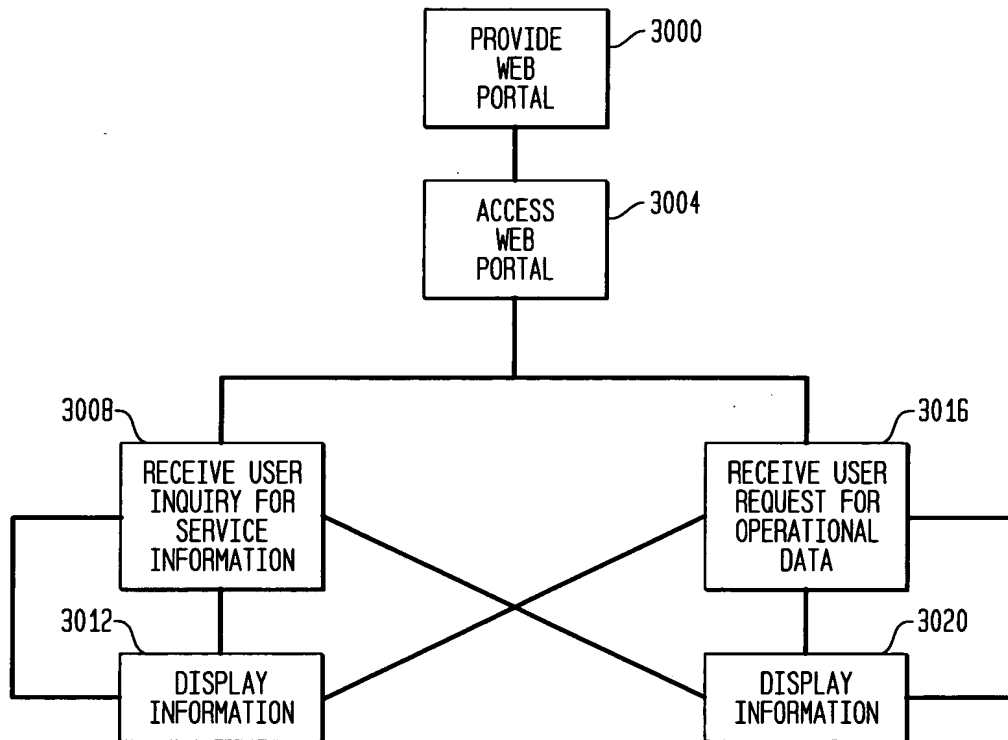 PROVIDE
WEB
PORTAL
3000
ACCESS
WEB
PORTAL
3004
3008
RECEIVE USER
INQUIRY FOR
SERVICE
INFORMATION
3016
RECEIVE USER
REQUEST FOR
OPERATIONAL
DATA
3012
DISPLAY
INFORMATION
3020
DISPLAY
INFORMATION